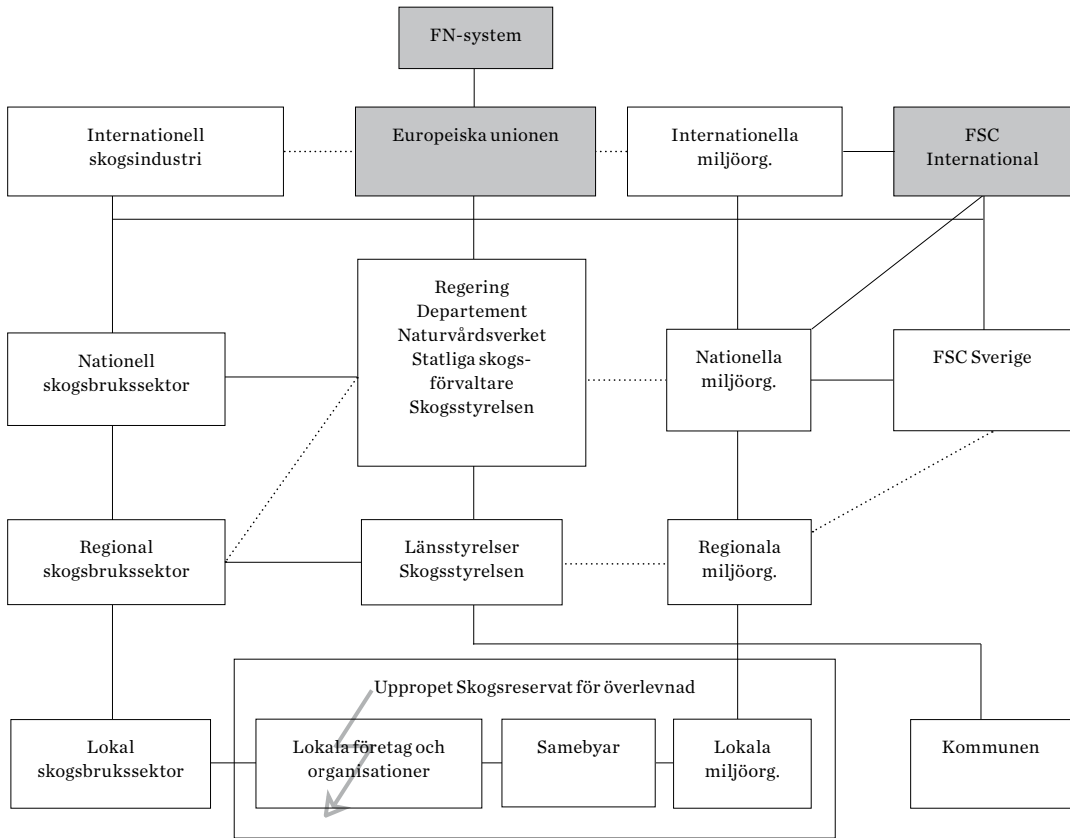 FN-system
Internationell
skogsindustri
Europeiska unionen
Internationella
miljöorg.
FSC
International
Nationell
skogsbrukssektor
Regering
Departement
Naturvårdsverket
Statliga skogs-
förvaltare
Skogsstyrelsen
Nationella
miljöorg.
FSC Sverige
Regional
skogsbrukssektor
Länsstyrelser
Skogsstyrelsen
Regionala
miljöorg.
Uppropet Skogsreservat för överlevnad
Lokal
skogsbrukssektor
Lokala företag och
organisationer
Samebyar
Lokala
miljöorg.
Kommunen